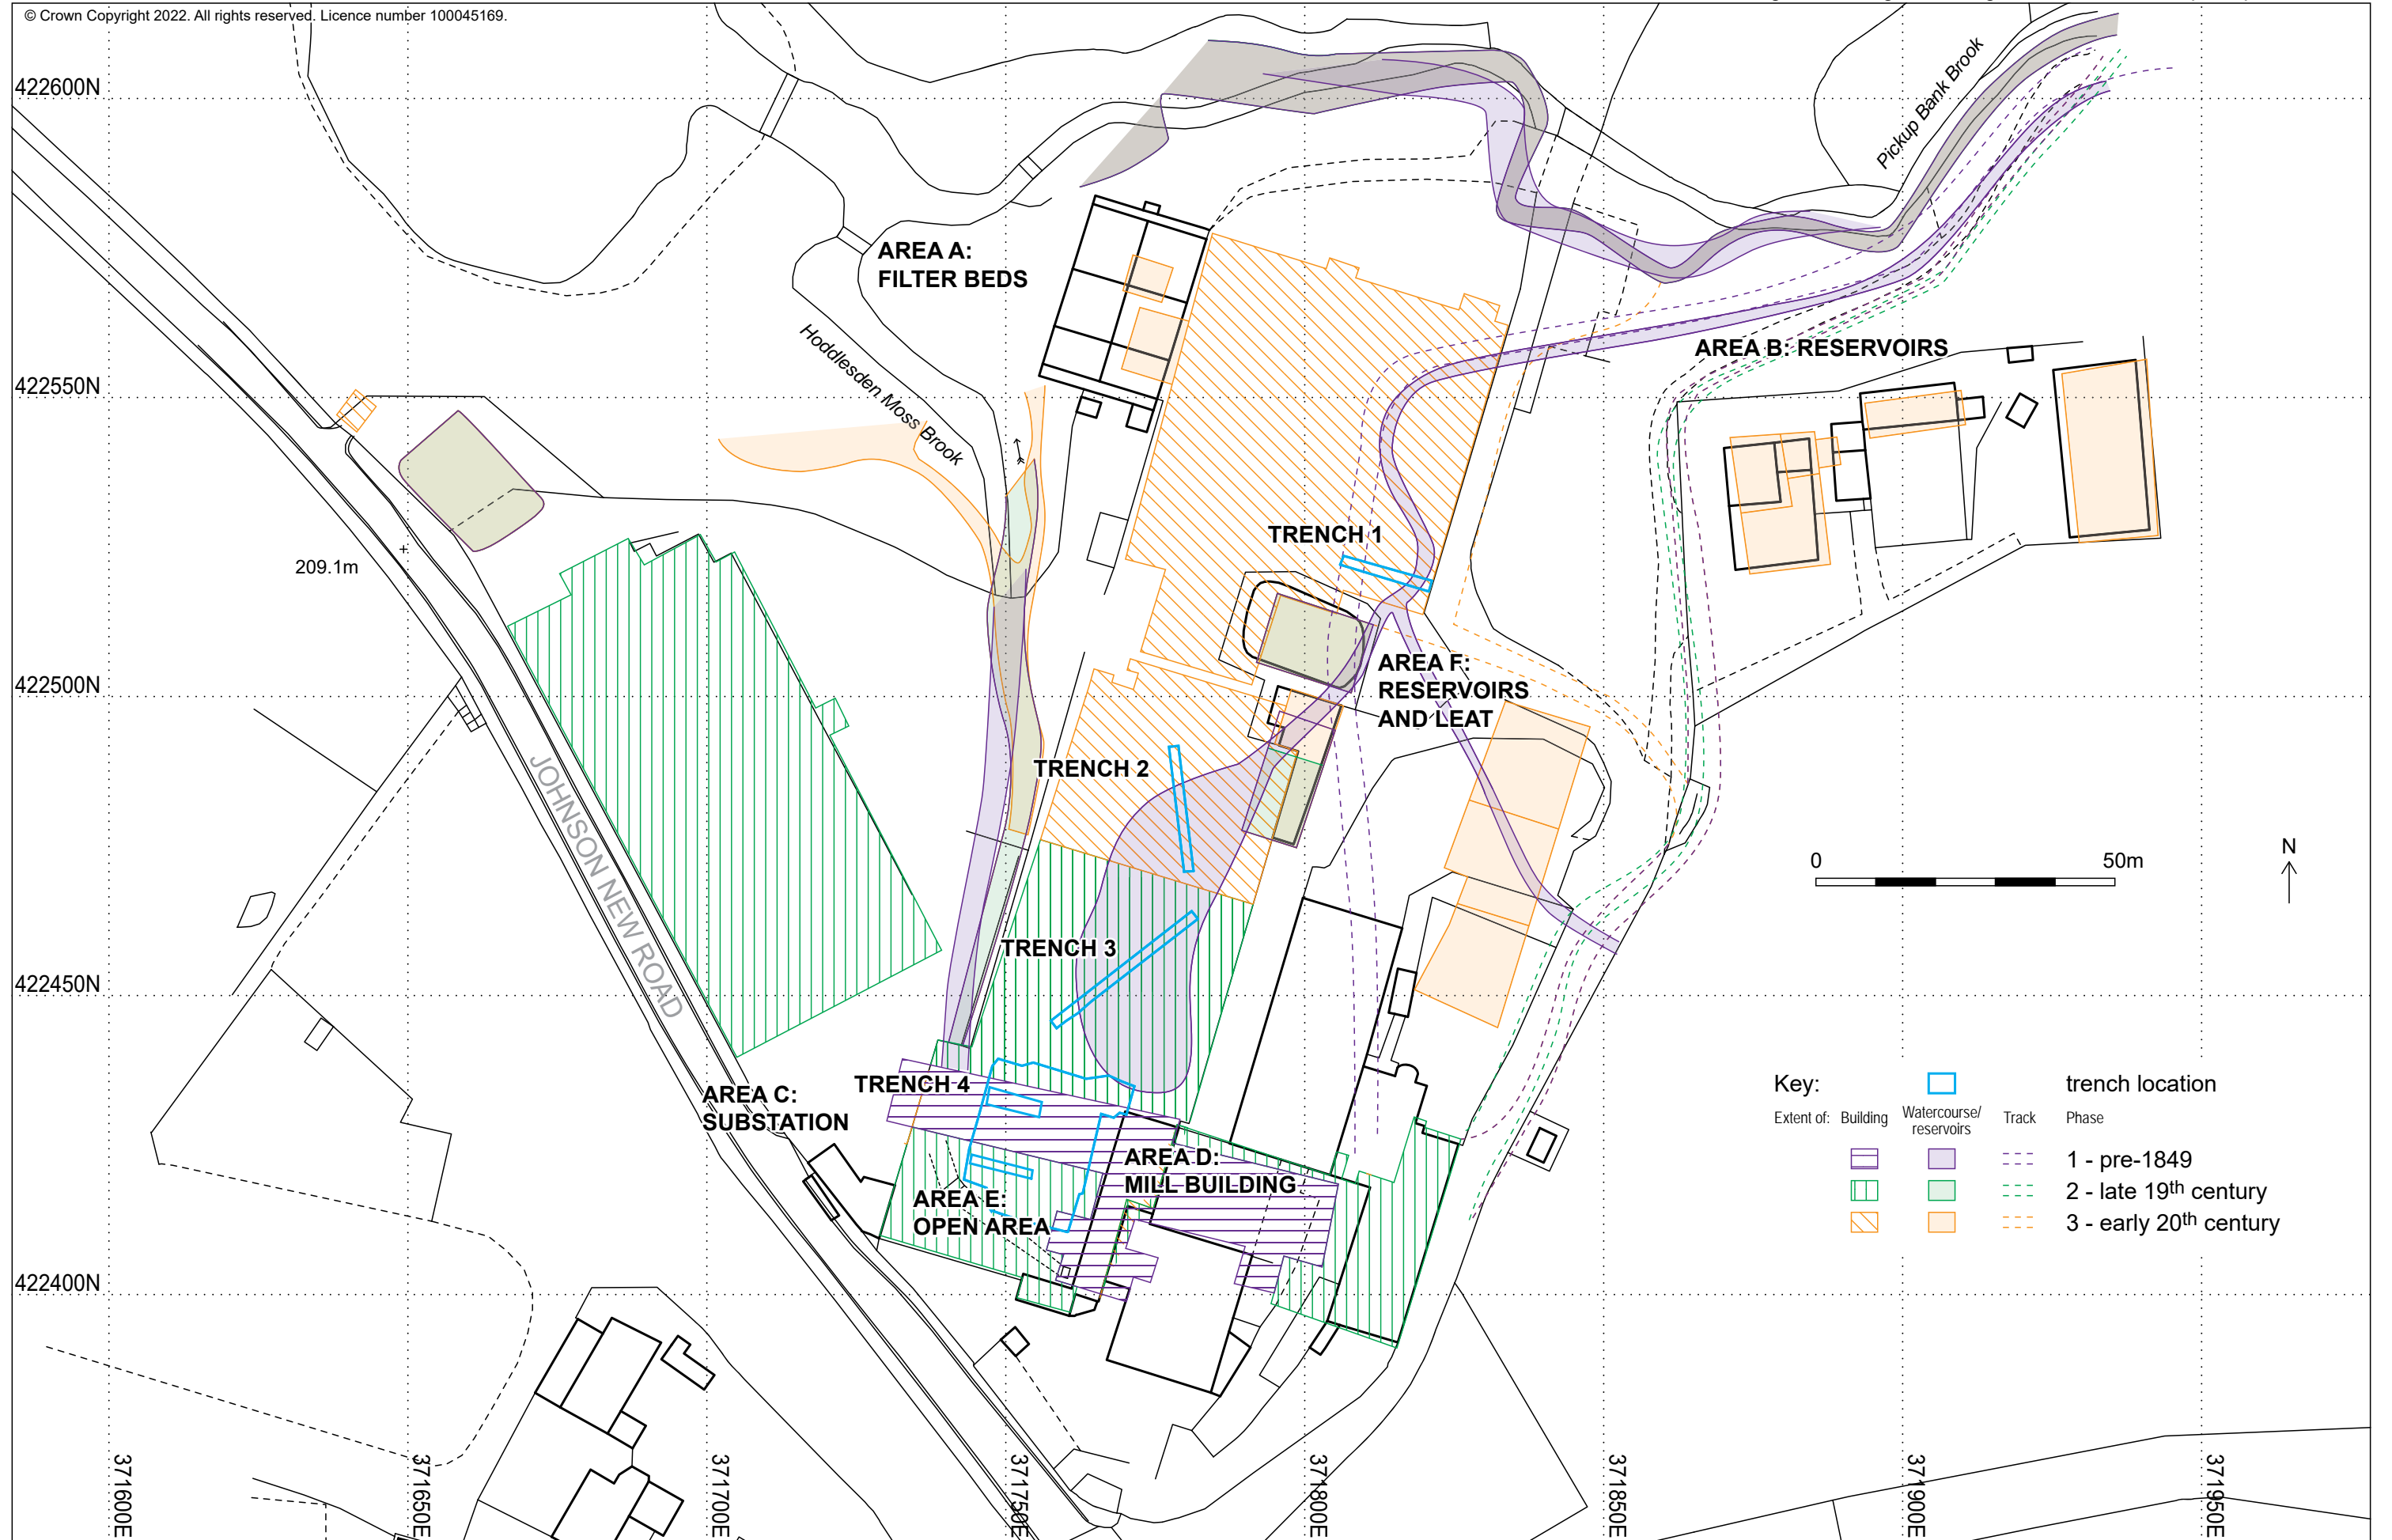 © Crown Copyright 2022. All rights reserved. Licence number 100045169.
422600N
Pickup Bank Brook
AREA A:
FILTER BEDS
Hoddlesden Moss Brook
AREA B: RESERVOIRS
422550N
TRENCH 1
209.1m
422500N
AREA F:
RESERVOIRS
AND LEAT
TRENCH 2
JOHNSON NEW ROAD
0
50m
N
TRENCH 3
422450N
TRENCH 4
AREA C:
SUBSTATION
AREA D:
MILL BUILDING
AREA E:
OPEN AREA
Key:
trench location
Extent of: Building Watercourse/ reservoirs Track Phase
1 - pre-1849
2 - late 19th century
3 - early 20th century
422400N
371600E
371650E
371700E
371750E
371800E
371850E
371900E
371950E